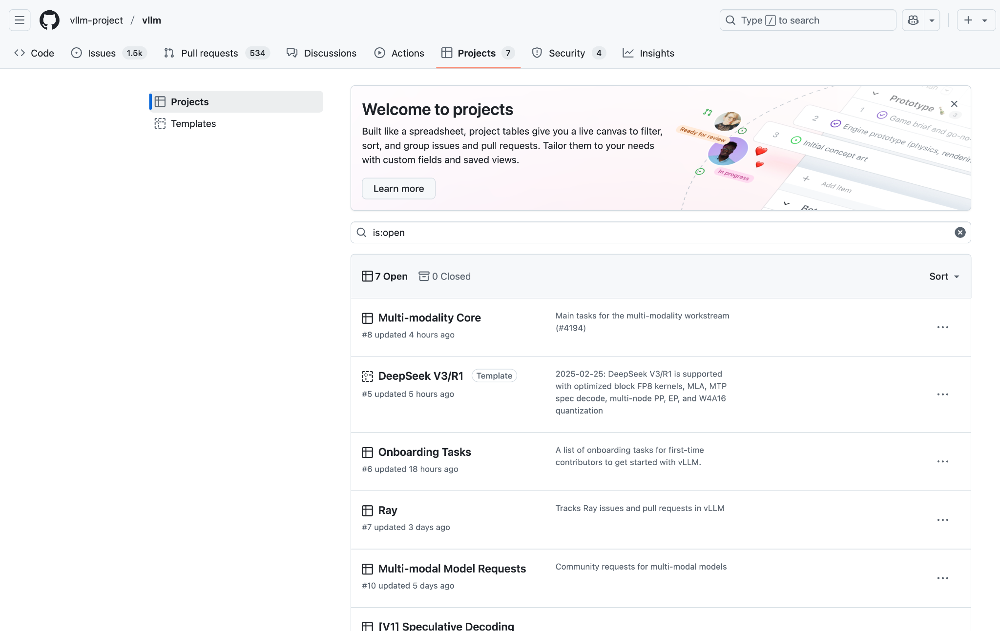 vllm-project / vllm
Type / to search
Code
Issues 1.5k
Pull requests 534
Discussions
Actions
Projects 7
Security 4
Insights
Projects
Templates
Welcome to projects
Built like a spreadsheet, project tables give you a live canvas to filter,
sort, and group issues and pull requests. Tailor them to your needs
with custom fields and saved views.
Learn more
Ready for review
In progress
Prototype 3
1 Game brief and go-no-
2 Engine prototype (physics, renderin
3 Initial concept art
Add item
is:open
7 Open
0 Closed
Sort
Multi-modality Core
#8 updated 4 hours ago
Main tasks for the multi-modality workstream
(#4194)
DeepSeek V3/R1 Template
#5 updated 5 hours ago
2025-02-25: DeepSeek V3/R1 is supported
with optimized block FP8 kernels, MLA, MTP
spec decode, multi-node PP, EP, and W4A16
quantization
Onboarding Tasks
#6 updated 18 hours ago
A list of onboarding tasks for first-time
contributors to get started with vLLM.
Ray
#7 updated 3 days ago
Tracks Ray issues and pull requests in vLLM
Multi-modal Model Requests
#10 updated 5 days ago
Community requests for multi-modal models
[V1] Speculative Decoding